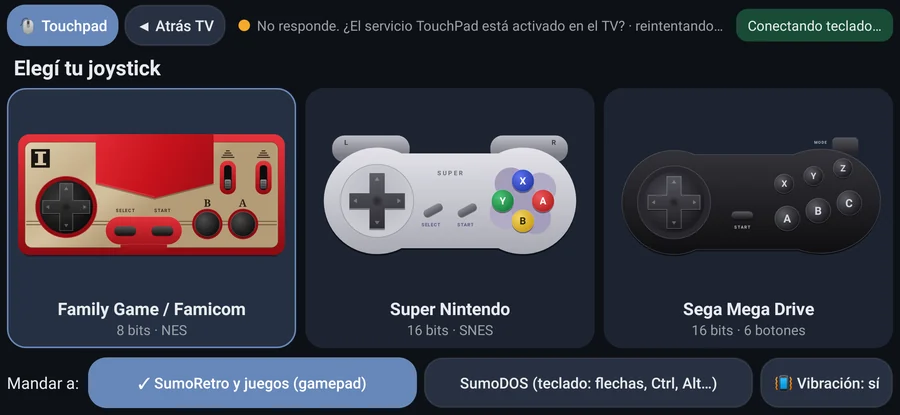 Touchpad
◄ Atrás TV
No responde. ¿El servicio TouchPad está activado en el TV? · reintentando…
Conectando teclado…
Elegí tu joystick
I
SELECT START
B A
Family Game / Famicom
8 bits · NES
L R
SUPER
X
Y A
B
SELECT START
Super Nintendo
16 bits · SNES
MODE
X Y Z
A B C
START
Sega Mega Drive
16 bits · 6 botones
Mandar a:
✓ SumoRetro y juegos (gamepad)
SumoDOS (teclado: flechas, Ctrl, Alt…)
Vibración: sí